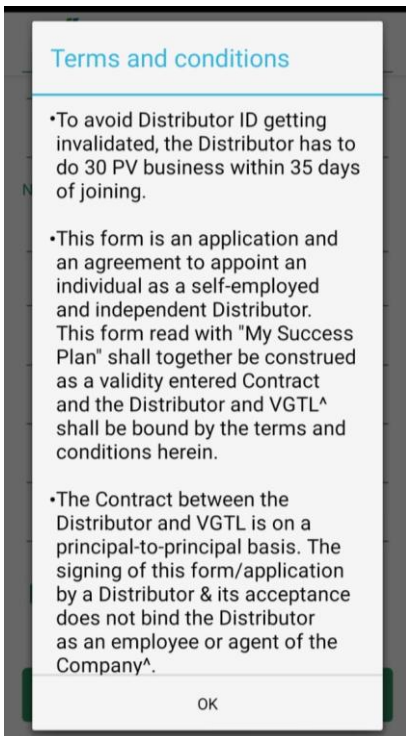 Terms and conditions
•To avoid Distributor ID getting
invalidated, the Distributor has to
do 30 PV business within 35 days
of joining.
•This form is an application and
an agreement to appoint an
individual as a self-employed
and independent Distributor.
This form read with "My Success
Plan" shall together be construed
as a validity entered Contract
and the Distributor and VGTL^
shall be bound by the terms and
conditions herein.
•The Contract between the
Distributor and VGTL is on a
principal-to-principal basis. The
signing of this form/application
by a Distributor & its acceptance
does not bind the Distributor
as an employee or agent of the
Company^.
OK